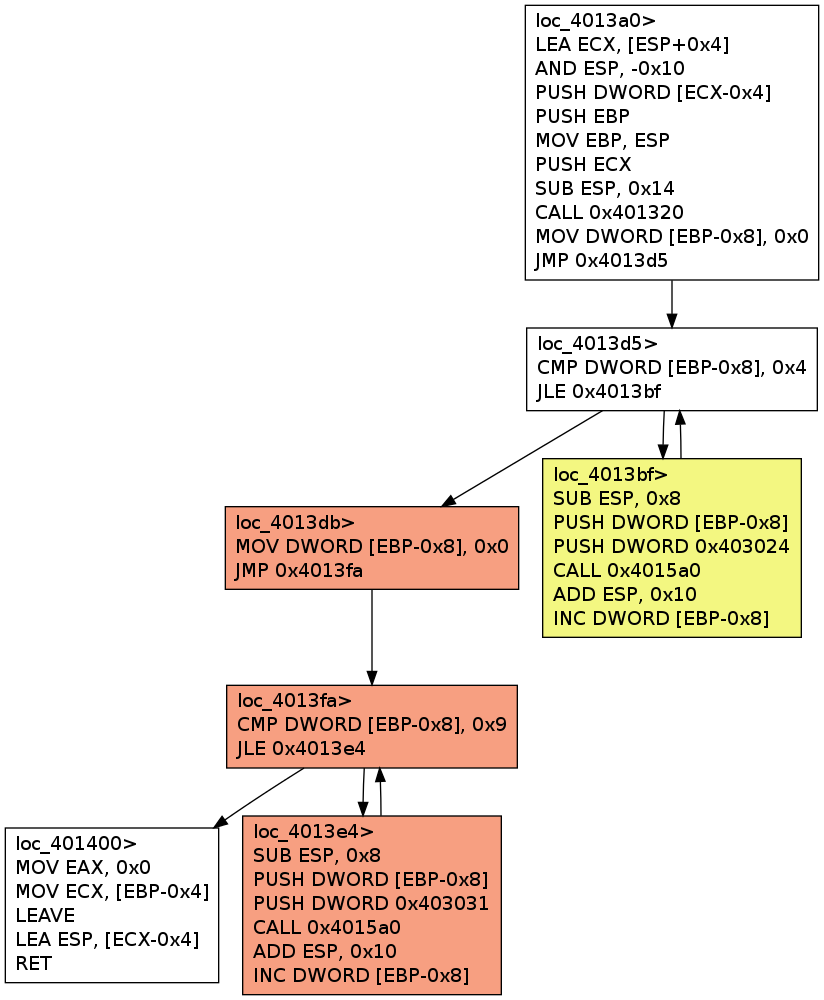 loc_4013a0>
LEA ECX, [ESP+0x4]
AND ESP, -0x10
PUSH DWORD [ECX-0x4]
PUSH EBP
MOV EBP, ESP
PUSH ECX
SUB ESP, 0x14
CALL 0x401320
MOV DWORD [EBP-0x8], 0x0
JMP 0x4013d5
loc_4013d5>
CMP DWORD [EBP-0x8], 0x4
JLE 0x4013bf
loc_4013bf>
SUB ESP, 0x8
PUSH DWORD [EBP-0x8]
PUSH DWORD 0x403024
CALL 0x4015a0
ADD ESP, 0x10
INC DWORD [EBP-0x8]
loc_4013db>
MOV DWORD [EBP-0x8], 0x0
JMP 0x4013fa
loc_4013fa>
CMP DWORD [EBP-0x8], 0x9
JLE 0x4013e4
loc_401400>
MOV EAX, 0x0
MOV ECX, [EBP-0x4]
LEAVE
LEA ESP, [ECX-0x4]
RET
loc_4013e4>
SUB ESP, 0x8
PUSH DWORD [EBP-0x8]
PUSH DWORD 0x403031
CALL 0x4015a0
ADD ESP, 0x10
INC DWORD [EBP-0x8]